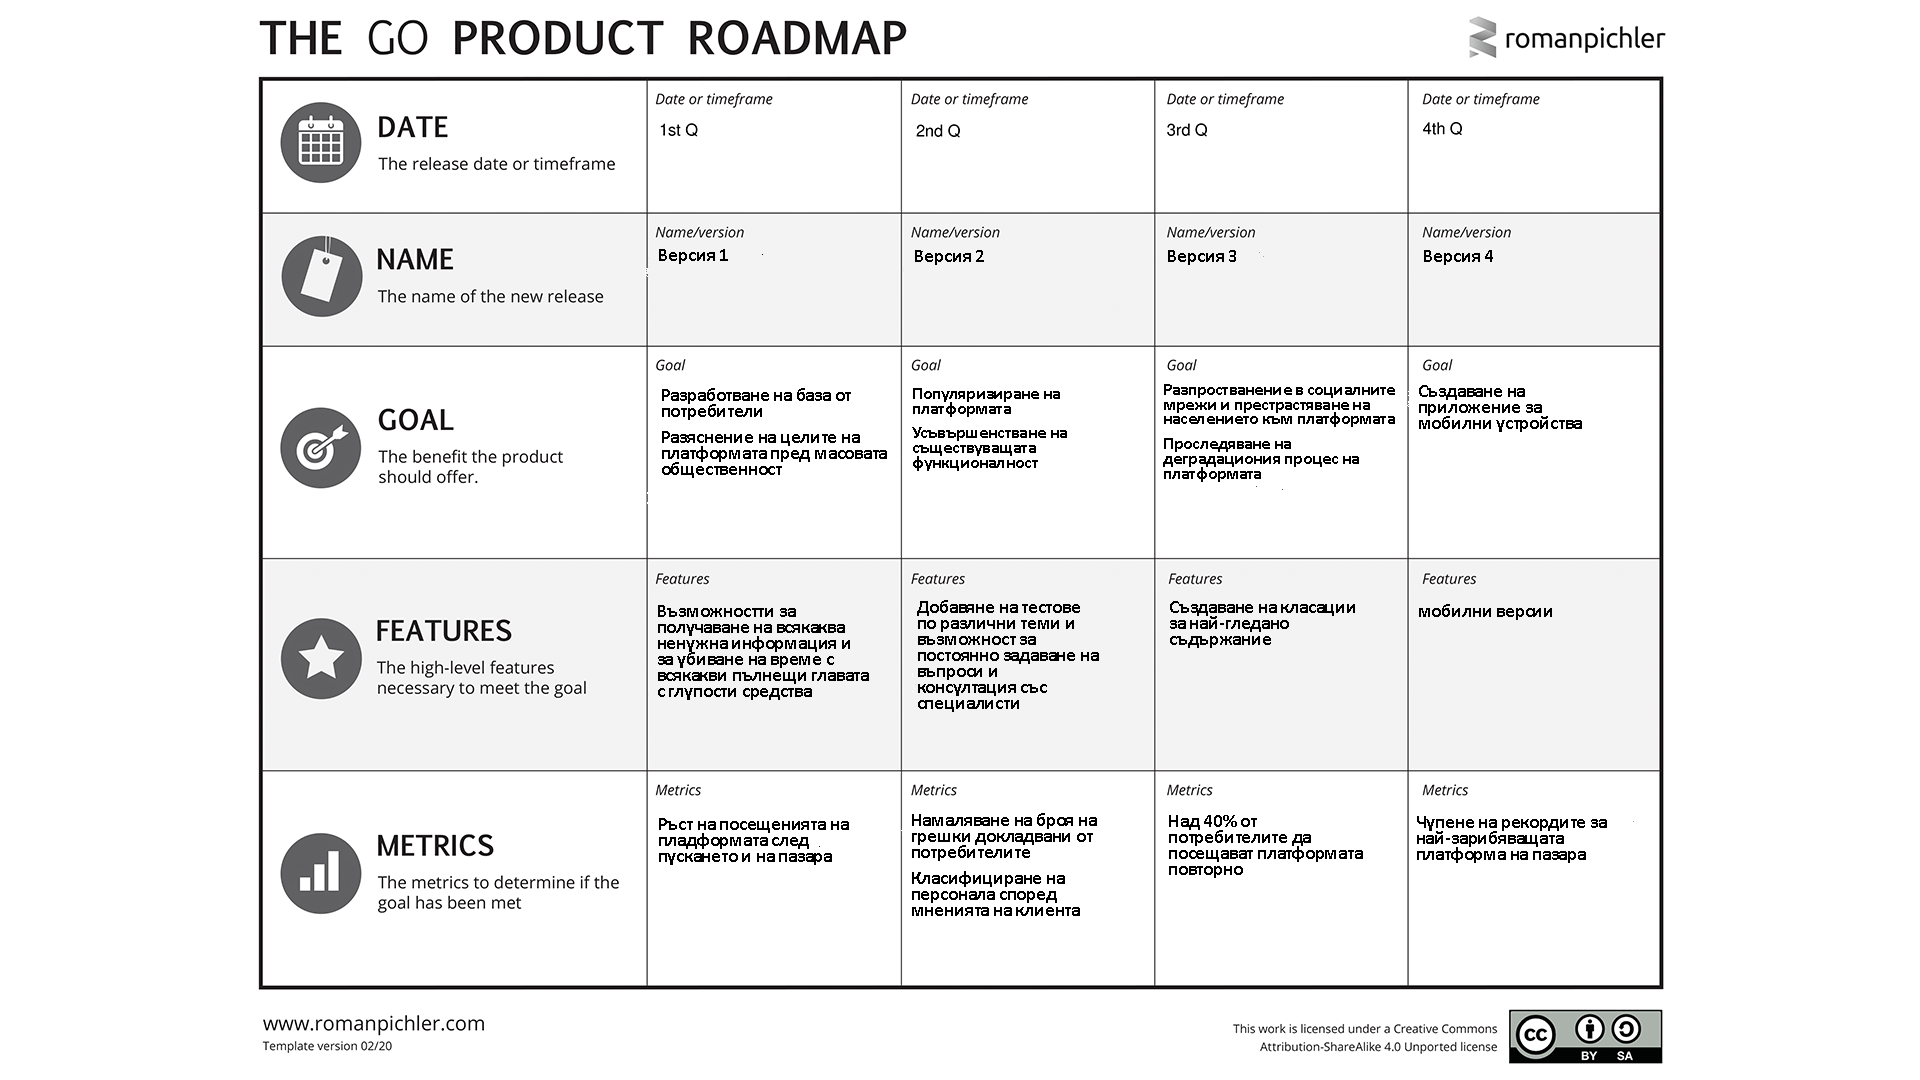 THE GO PRODUCT ROADMAP
romanpichler
DATE
The release date or timeframe
Date or timeframe
1st Q
Date or timeframe
2nd Q
Date or timeframe
3rd Q
Date or timeframe
4th Q
NAME
The name of the new release
Name/version
Версия 1
Name/version
Версия 2
Name/version
Версия 3
Name/version
Версия 4
GOAL
The benefit the product
should offer.
Goal
Разработване на база от
потребители
Разяснение на целите на
платформата пред масовата
общественност
Goal
Популяризиране на
платформата
Усъвършенстване на
съществуващата
функционалност
Goal
Разпростванение в социалните
мрежи и престрастяване на
населението към платформата
Проследяване на
деградациония процес на
платформата
Goal
Създаване на
приложение за
мобилни устройства
FEATURES
The high-level features
necessary to meet the goal
Features
Възможностти за
получаване на всякаква
ненужна информация и
за убиване на време с
всякакви пълнещи главата
с глупости средства
Features
Добавяне на тестове
по различни теми и
възможност за
постоянно задаване на
въпроси и
консултация със
специалисти
Features
Създаване на класации
за най-гледано
съдържание
Features
мобилни версии
METRICS
The metrics to determine if the
goal has been met
Metrics
Ръст на посещенията на
пладформата след
пускането и на пазара
Metrics
Намаляване на броя на
грешки докладвани от
потребителите
Класифициране на
персонала според
мненията на клиента
Metrics
Над 40% от
потребителите да
посещават платформата
повторно
Metrics
Чупене на рекордите за
най-зарибяващата
платформа на пазара
www.romanpichler.com
Template version 02/20
This work is licensed under a Creative Commons
Attribution-ShareAlike 4.0 Unported license
CC
BY SA